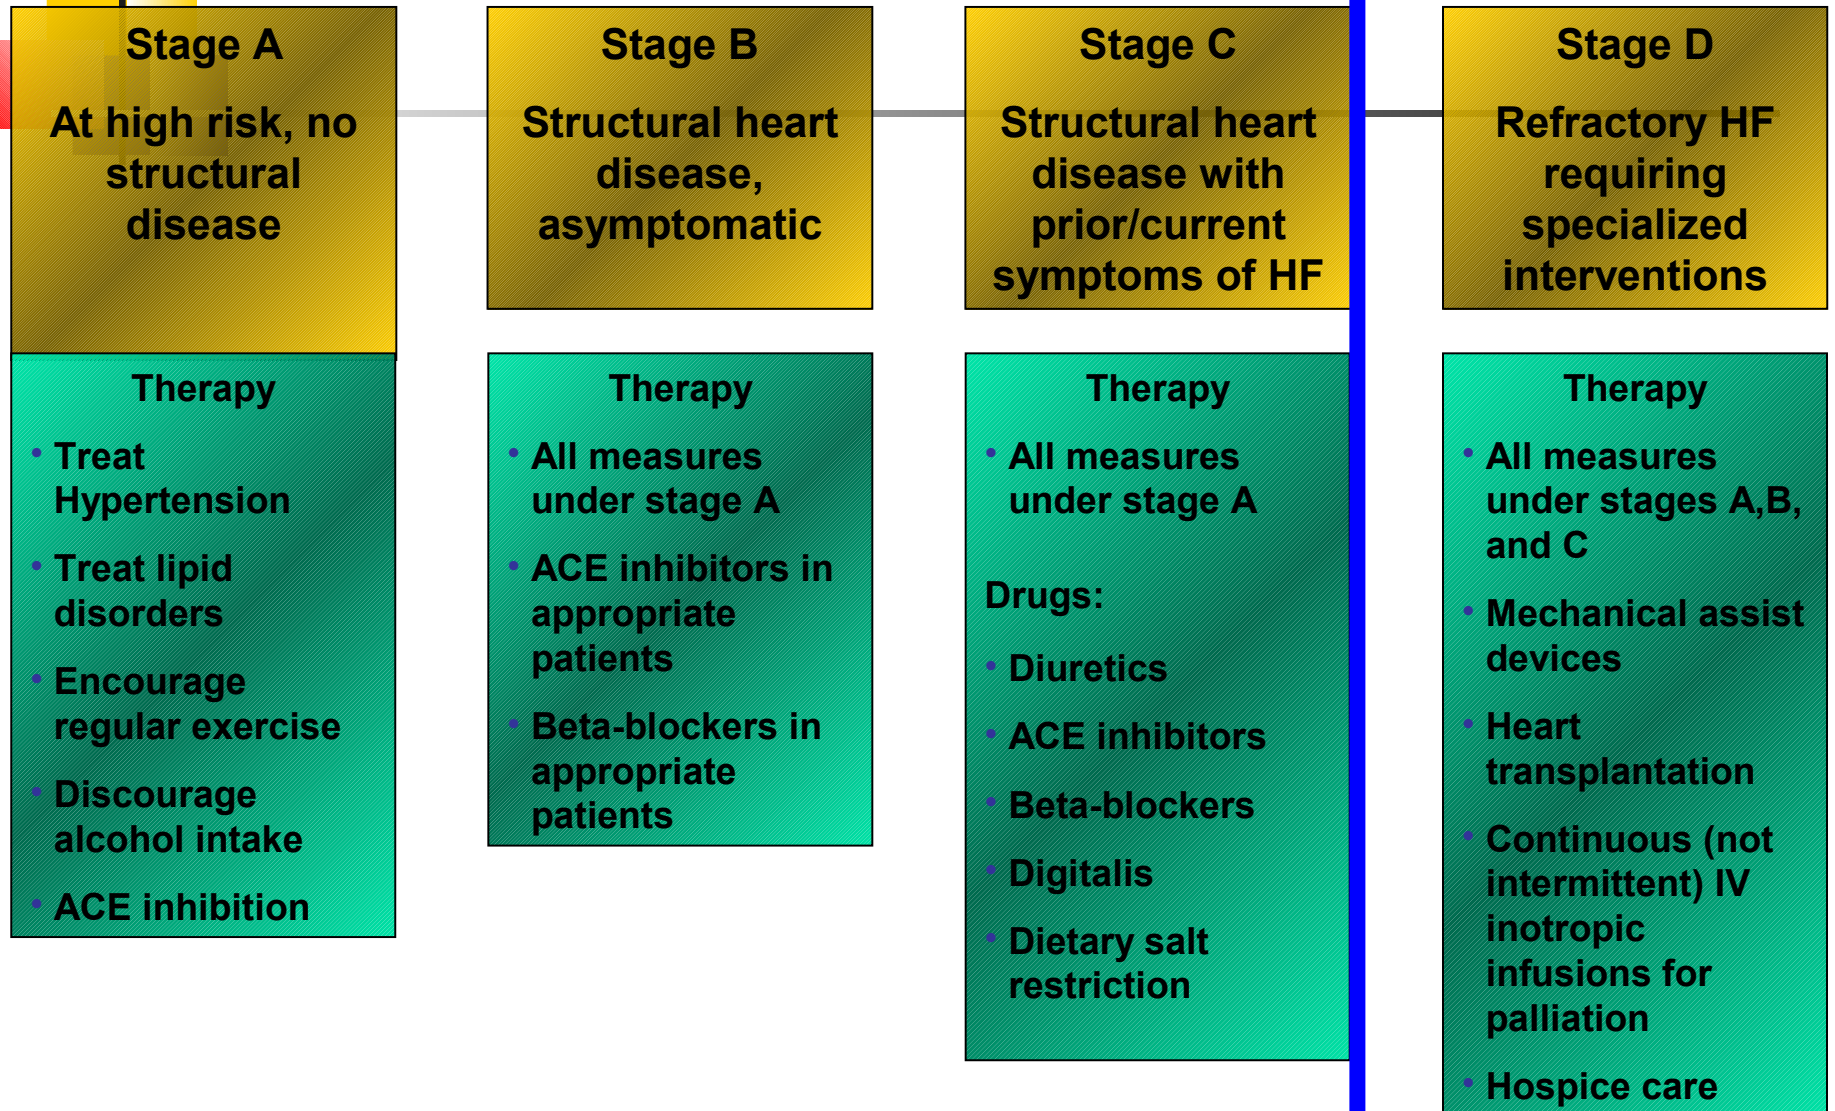 Stage A
At high risk, no
structural
disease
Therapy
• Treat
Hypertension
• Treat lipid
disorders
• Encourage
regular exercise
• Discourage
alcohol intake
• ACE inhibition
Stage B
Structural heart
disease,
asymptomatic
Therapy
• All measures
under stage A
• ACE inhibitors in
appropriate
patients
• Beta-blockers in
appropriate
patients
Stage C
Structural heart
disease with
prior/current
symptoms of HF
Therapy
• All measures
under stage A
Drugs:
• Diuretics
• ACE inhibitors
• Beta-blockers
• Digitalis
• Dietary salt
restriction
Stage D
Refractory HF
requiring
specialized
interventions
Therapy
• All measures
under stages A,B,
and C
• Mechanical assist
devices
• Heart
transplantation
• Continuous (not
intermittent) IV
inotropic
infusions for
palliation
• Hospice care